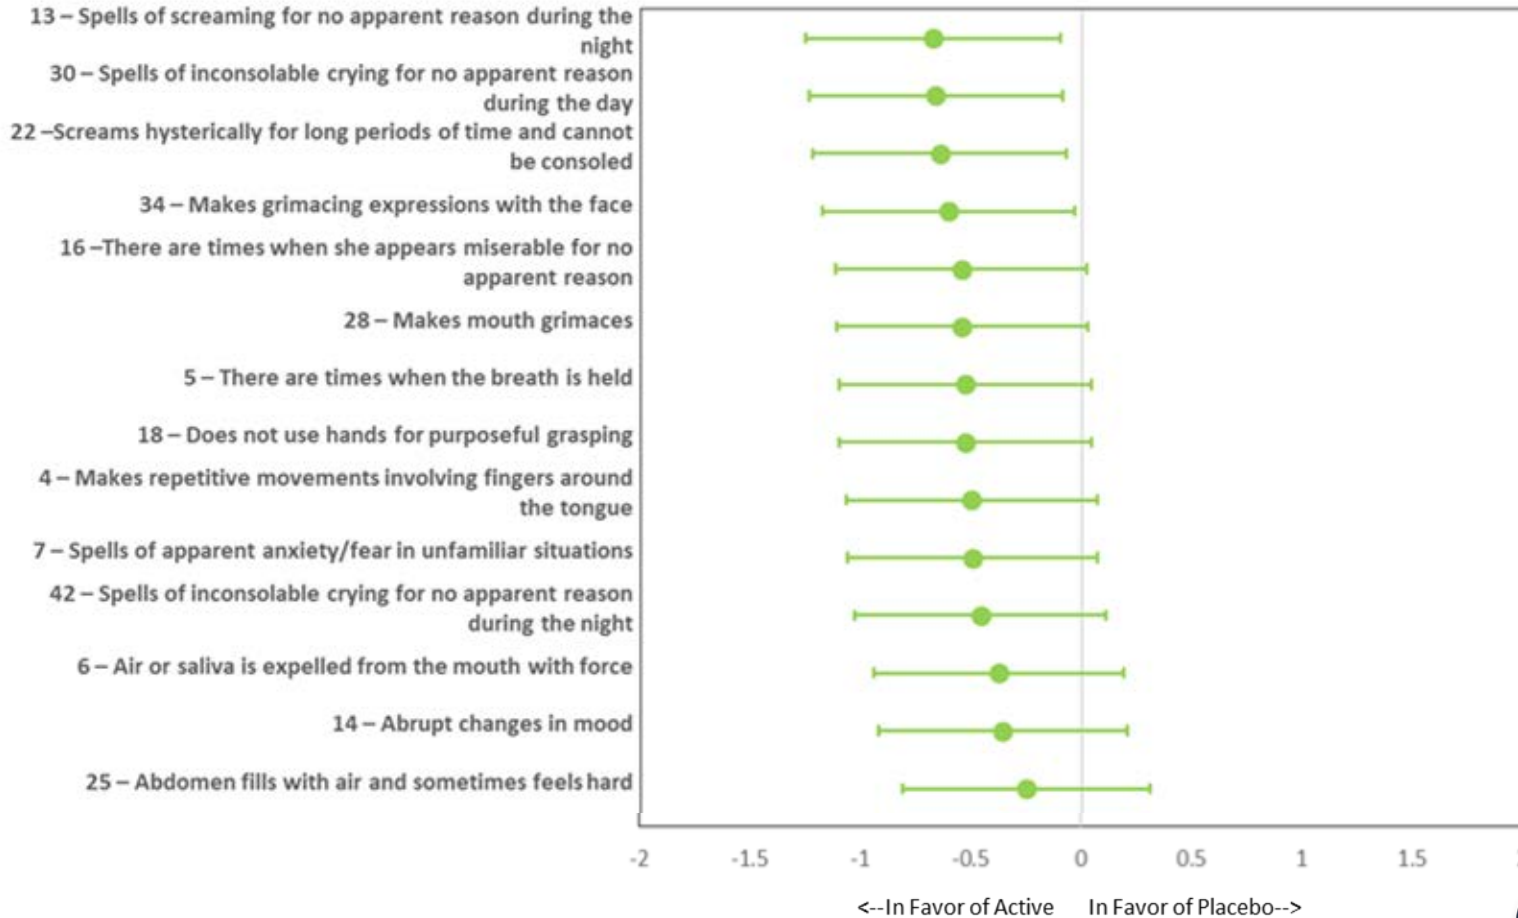 13 – Spells of screaming for no apparent reason during the
night
30 – Spells of inconsolable crying for no apparent reason
during the day
22 –Screams hysterically for long periods of time and cannot
be consoled
34 – Makes grimacing expressions with the face
16 –There are times when she appears miserable for no
apparent reason
28 – Makes mouth grimaces
5 – There are times when the breath is held
18 – Does not use hands for purposeful grasping
4 – Makes repetitive movements involving fingers around
the tongue
7 – Spells of apparent anxiety/fear in unfamiliar situations
42 – Spells of inconsolable crying for no apparent reason
during the night
6 – Air or saliva is expelled from the mouth with force
14 – Abrupt changes in mood
25 – Abdomen fills with air and sometimes feels hard
-2 -1.5 -1 -0.5 0 0.5 1 1.5
<--In Favor of Active In Favor of Placebo-->